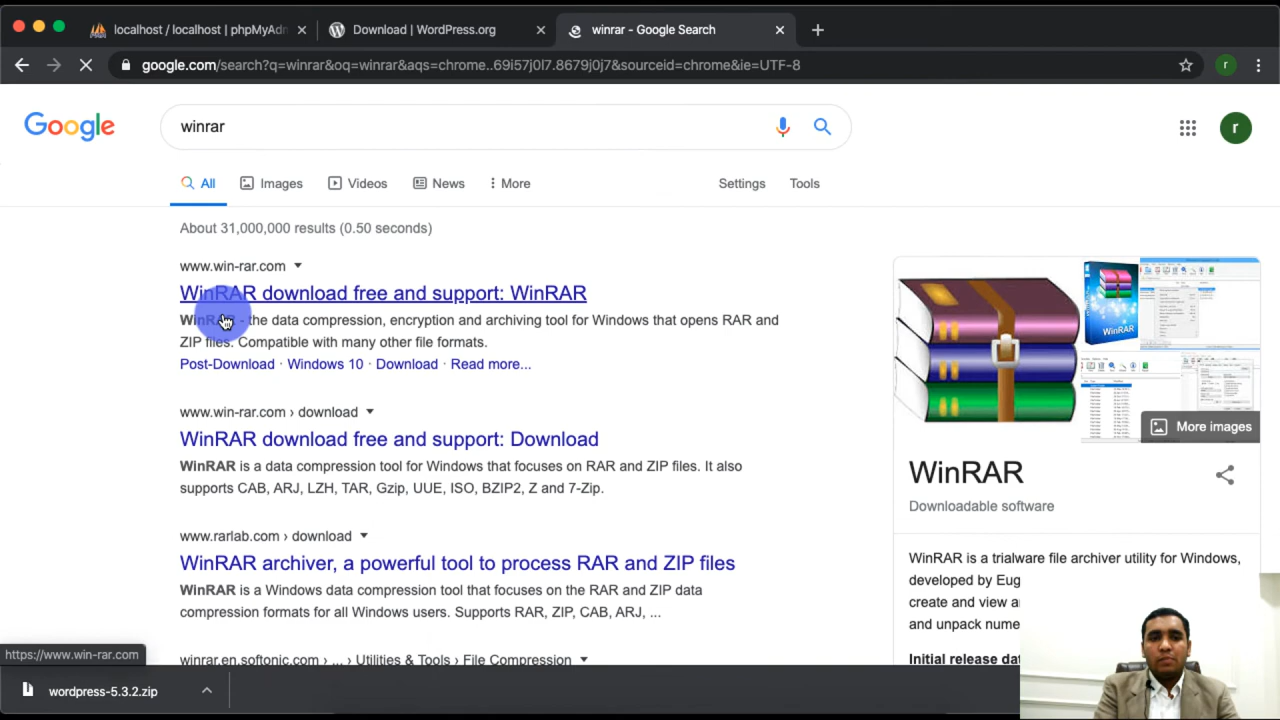 localhost / localhost | phpMyAdn
Download | WordPress.org
winrar - Google Search
google.com/search?q=winrar&oq=winrar&aqs=chrome..69i57j0l7.8679j0j7&sourceid=chrome&ie=UTF-8
r
Google
winrar
r
All
Images
Videos
News
More
Settings
Tools
About 31,000,000 results (0.50 seconds)
www.win-rar.com
WinRAR download free and support: WinRAR
WinRAR - the data compression, encryption and archiving tool for Windows that opens RAR and
ZIP files. Compatible with many other file formats.
Post-Download · Windows 10 · Download · Read more...
www.win-rar.com › download
WinRAR download free and support: Download
WinRAR is a data compression tool for Windows that focuses on RAR and ZIP files. It also
supports CAB, ARJ, LZH, TAR, Gzip, UUE, ISO, BZIP2, Z and 7-Zip.
www.rarlab.com › download
WinRAR archiver, a powerful tool to process RAR and ZIP files
WinRAR is a Windows data compression tool that focuses on the RAR and ZIP data
compression formats for all Windows users. Supports RAR, ZIP, CAB, ARJ, ...
winrar.en.softonic.com › ... › Utilities & Tools › File Compression
WinRAR
More images
WinRAR
Downloadable software
WinRAR is a trialware file archiver utility for Windows,
developed by Eug
create and view a
and unpack nume
Initial release dat
https://www.win-rar.com
wordpress-5.3.2.zip